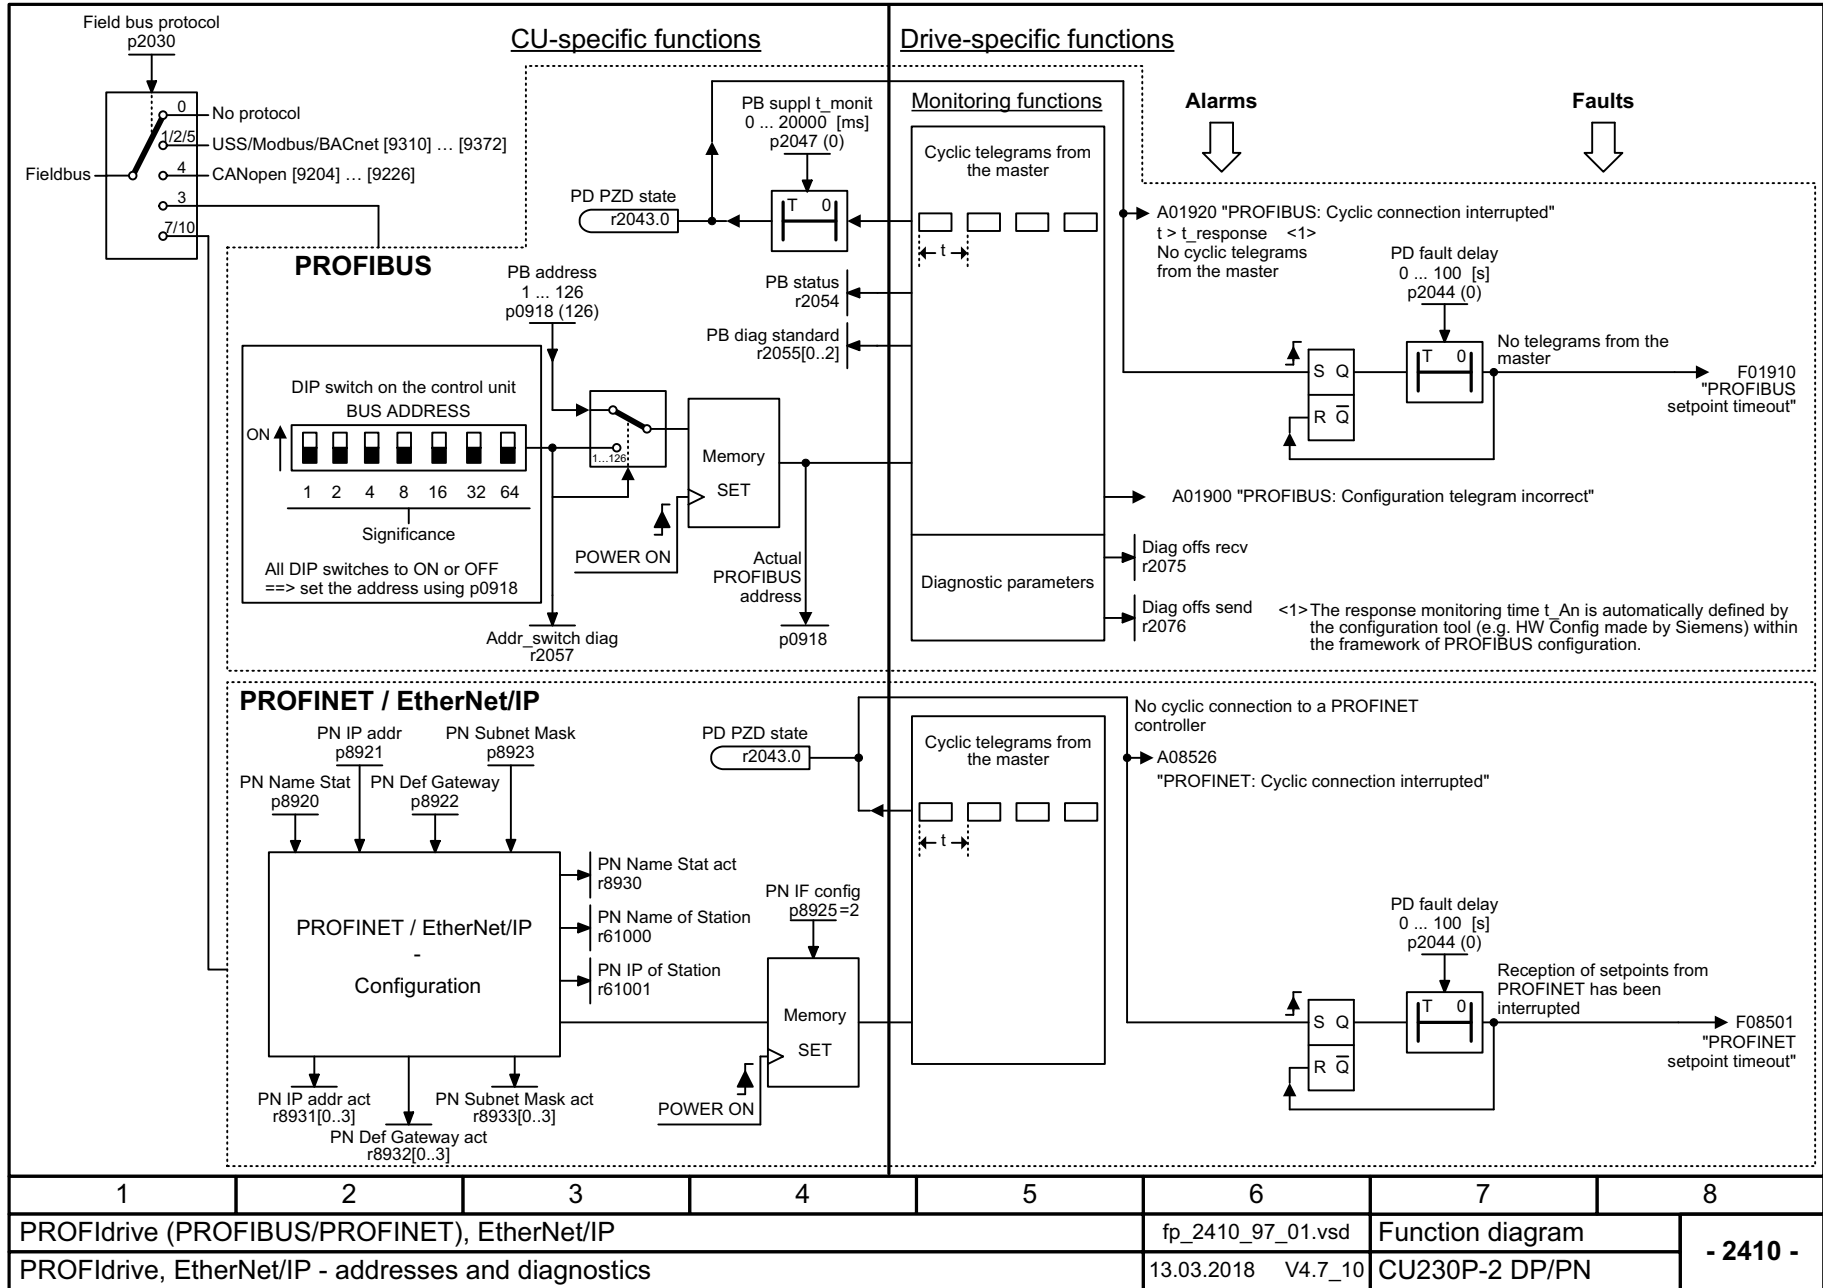 Field bus protocol
p2030
CU-specific functions
Drive-specific functions
0
No protocol
1/2/5
USS/Modbus/BACnet [9310] … [9372]
Fieldbus
4
CANopen [9204] … [9226]
3
7/10
PROFIBUS
PB suppl t_monit
0 ... 20000 [ms]
p2047 (0)
PD PZD state
r2043.0
T 0
Monitoring functions
Cyclic telegrams from
the master
t
Alarms
Faults
A01920 "PROFIBUS: Cyclic connection interrupted"
t > t_response <1>
No cyclic telegrams
from the master
PB address
1 ... 126
p0918 (126)
PB status
r2054
PB diag standard
r2055[0..2]
DIP switch on the control unit
BUS ADDRESS
ON
1 2 4 8 16 32 64
Significance
All DIP switches to ON or OFF
==> set the address using p0918
1...126
Memory
SET
POWER ON
Actual
PROFIBUS
address
p0918
Addr_switch diag
r2057
PD fault delay
0 ... 100 [s]
p2044 (0)
S Q
R Q
T 0
No telegrams from the
master
F01910
"PROFIBUS
setpoint timeout"
A01900 "PROFIBUS: Configuration telegram incorrect"
Diagnostic parameters
Diag offs recv
r2075
Diag offs send
r2076
<1> The response monitoring time t_An is automatically defined by
the configuration tool (e.g. HW Config made by Siemens) within
the framework of PROFIBUS configuration.
PROFINET / EtherNet/IP
PN IP addr
p8921
PN Subnet Mask
p8923
PN Name Stat
p8920
PN Def Gateway
p8922
PROFINET / EtherNet/IP
-
Configuration
PN Name Stat act
r8930
PN Name of Station
r61000
PN IP of Station
r61001
PN IP addr act
r8931[0..3]
PN Subnet Mask act
r8933[0..3]
PN Def Gateway act
r8932[0..3]
PD PZD state
r2043.0
PN IF config
p8925=2
Memory
SET
POWER ON
Cyclic telegrams from
the master
t
No cyclic connection to a PROFINET
controller
A08526
"PROFINET: Cyclic connection interrupted"
PD fault delay
0 ... 100 [s]
p2044 (0)
S Q
R Q
T 0
Reception of setpoints from
PROFINET has been
interrupted
F08501
"PROFINET
setpoint timeout"
1 2 3 4 5 6 7 8
PROFIdrive (PROFIBUS/PROFINET), EtherNet/IP
fp_2410_97_01.vsd
Function diagram
- 2410 -
PROFIdrive, EtherNet/IP - addresses and diagnostics
13.03.2018 V4.7_10
CU230P-2 DP/PN